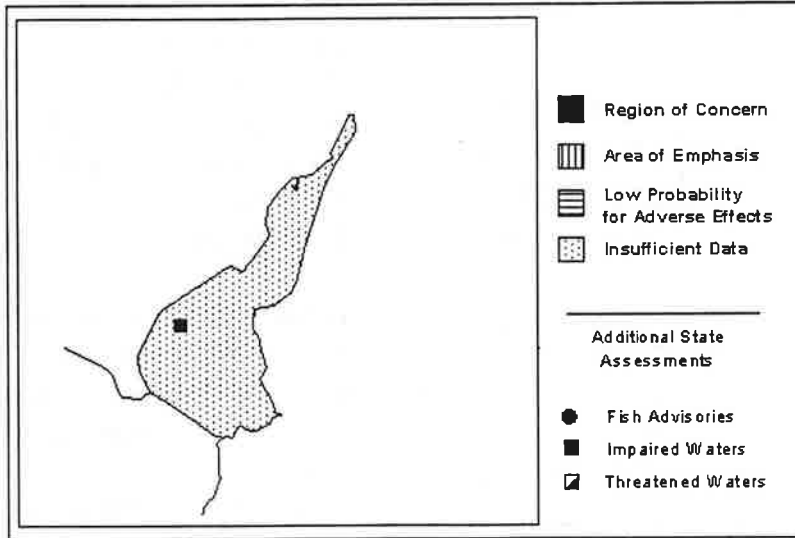 Region of Concern
Area of Emphasis
Low Probability
for Adverse Effects
Insufficient Data
Additional State
Assessments
Fish Advisories
Impaired Waters
Threatened Waters